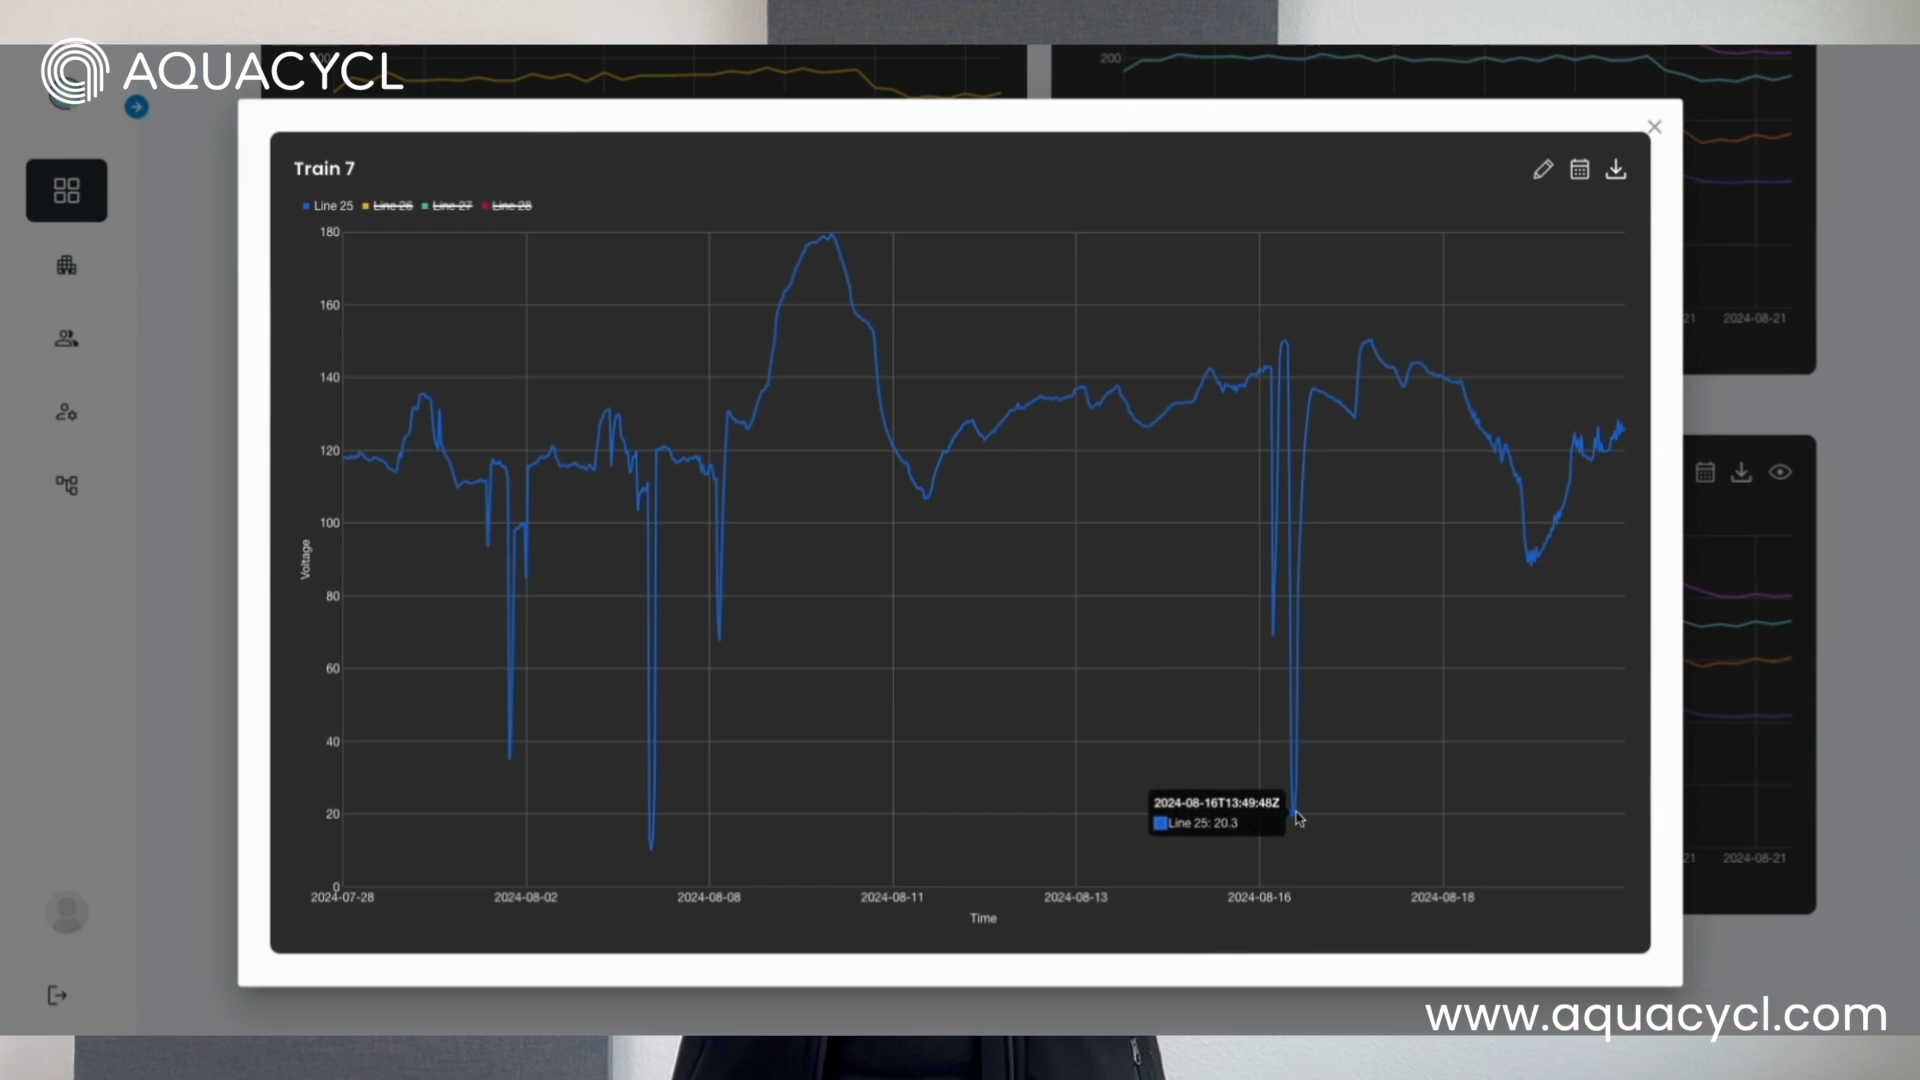 AQUACYCL
200
Train 7
Line 25 Line 26 Line 27 Line 28
180
160
140
120
100
80
60
40
20
0
Voltage
2024-07-28 2024-08-02 2024-08-08 2024-08-11 2024-08-13 2024-08-16 2024-08-18
Time
2024-08-16T13:49:48Z
Line 25: 20.3
21 2024-08-21
21 2024-08-21
www.aquacycl.com